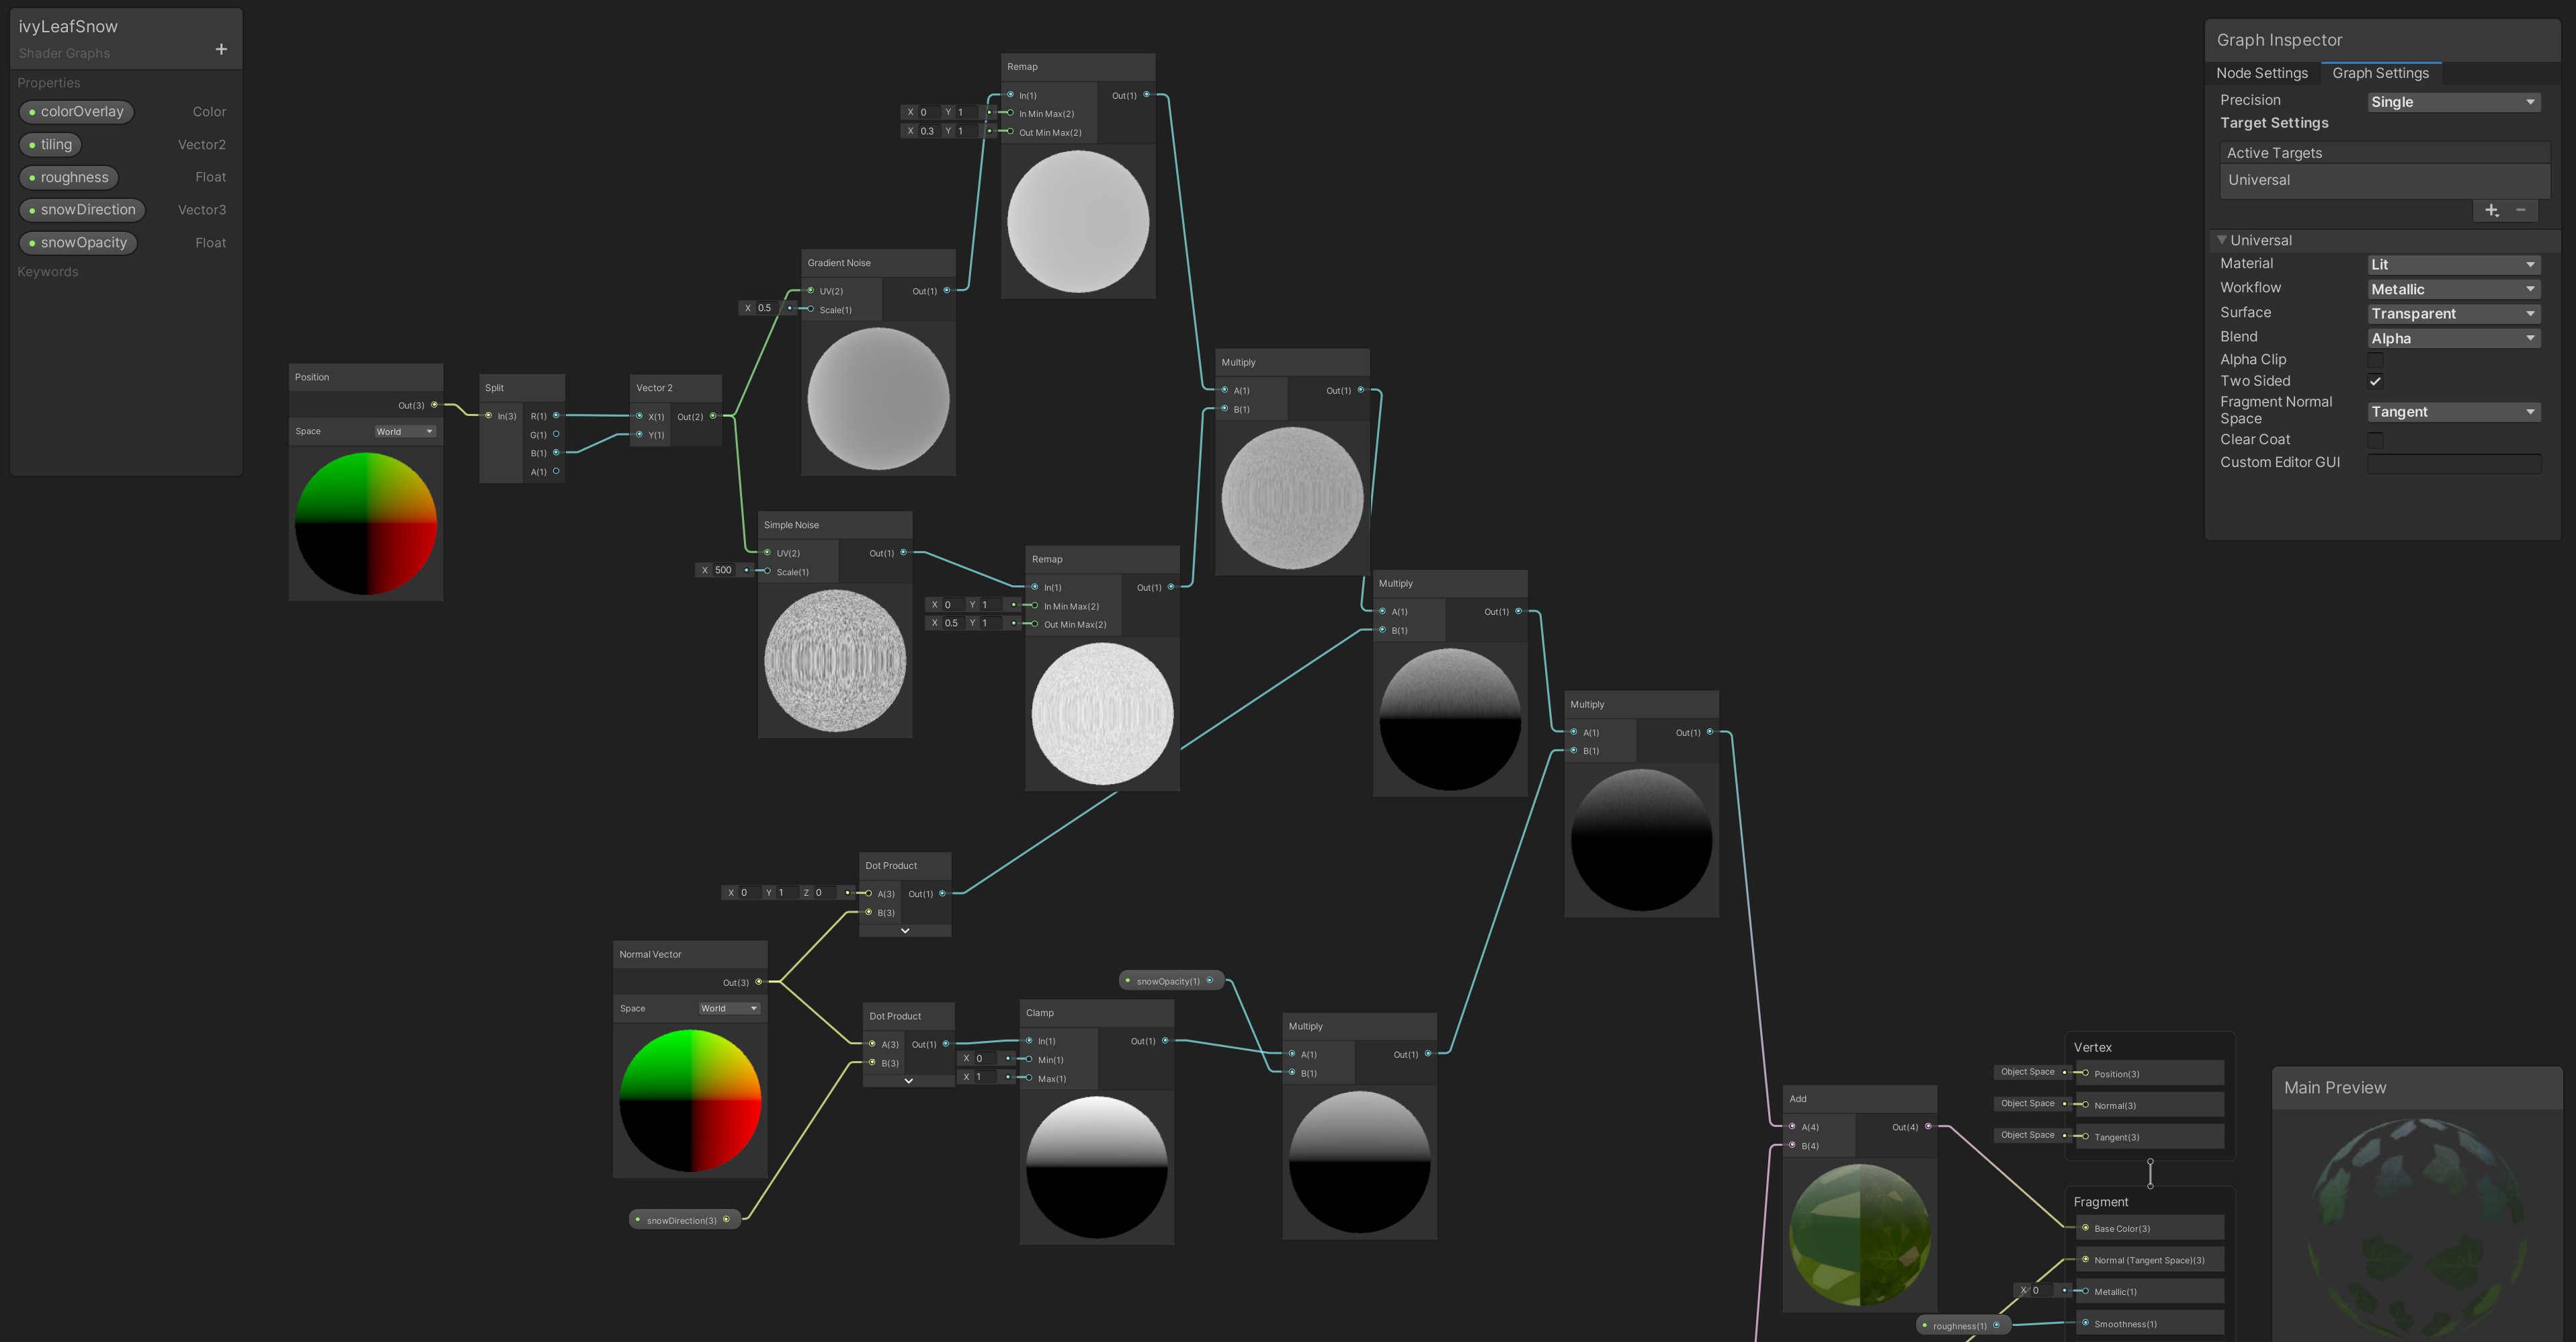 ivyLeafSnow
Shader Graphs
+
Properties
colorOverlay Color
tiling Vector2
roughness Float
snowDirection Vector3
snowOpacity Float
Keywords
Position
Out(3)
Space World
Split
In(3) R(1)
G(1)
B(1)
A(1)
Vector 2
X(1) Out(2)
Y(1)
Gradient Noise
UV(2) Out(1)
X 0.5 Scale(1)
Remap
In(1) Out(1)
X 0 Y 1 In Min Max(2)
X 0.3 Y 1 Out Min Max(2)
Simple Noise
UV(2) Out(1)
X 500 Scale(1)
Remap
In(1) Out(1)
X 0 Y 1 In Min Max(2)
X 0.5 Y 1 Out Min Max(2)
Multiply
A(1) Out(1)
B(1)
Multiply
A(1) Out(1)
B(1)
Multiply
A(1) Out(1)
B(1)
Dot Product
X 0 Y 1 Z 0 A(3) Out(1)
B(3)
Normal Vector
Out(3)
Space World
snowDirection(3)
Dot Product
A(3) Out(1)
B(3)
Clamp
In(1) Out(1)
X 0 Min(1)
X 1 Max(1)
snowOpacity(1)
Multiply
A(1) Out(1)
B(1)
Add
A(4) Out(4)
B(4)
Vertex
Object Space Position(3)
Object Space Normal(3)
Object Space Tangent(3)
Fragment
Base Color(3)
Normal (Tangent Space)(3)
X 0 Metallic(1)
roughness(1) Smoothness(1)
Graph Inspector
Node Settings Graph Settings
Precision Single
Target Settings
Active Targets
Universal
+ −
Universal
Material Lit
Workflow Metallic
Surface Transparent
Blend Alpha
Alpha Clip
Two Sided
Fragment Normal
Space Tangent
Clear Coat
Custom Editor GUI
Main Preview